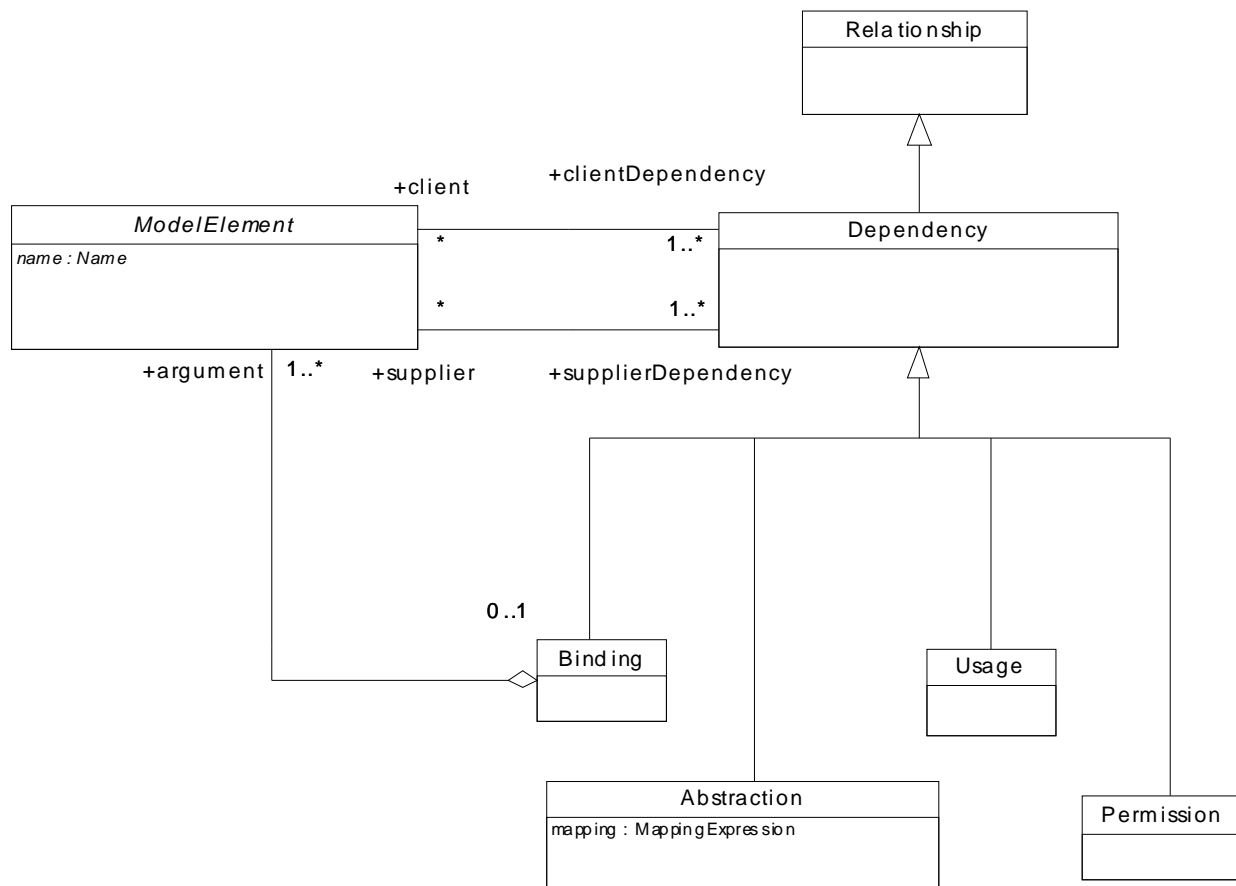 Relationship
+client +clientDependency
ModelElement
name : Name
Dependency
* 1..*
* 1..*
+argument 1..* +supplier +supplierDependency
0..1
Binding
Usage
Abstraction
mapping : MappingExpression
Permission